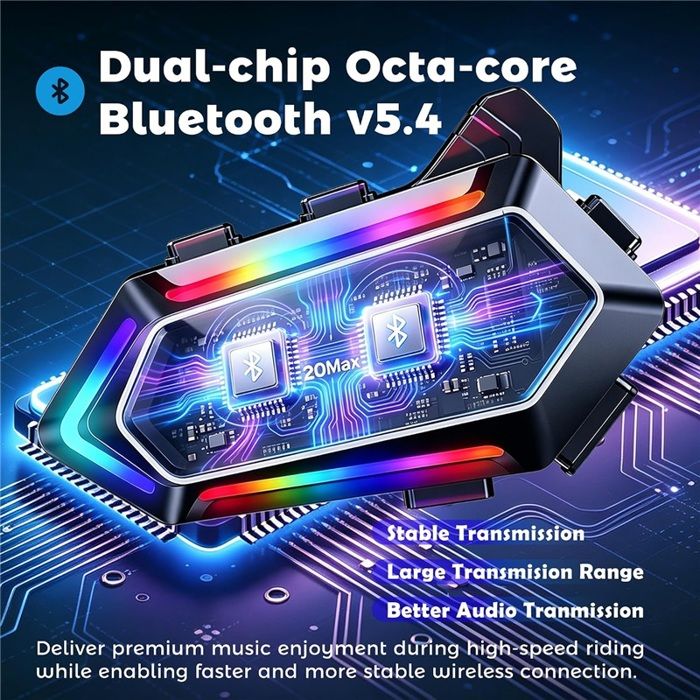 Dual-chip Octa-core
Bluetooth v5.4
20Max
Stable Transmission
Large Transmision Range
Better Audio Tranmission
Deliver premium music enjoyment during high-speed riding
while enabling faster and more stable wireless connection.